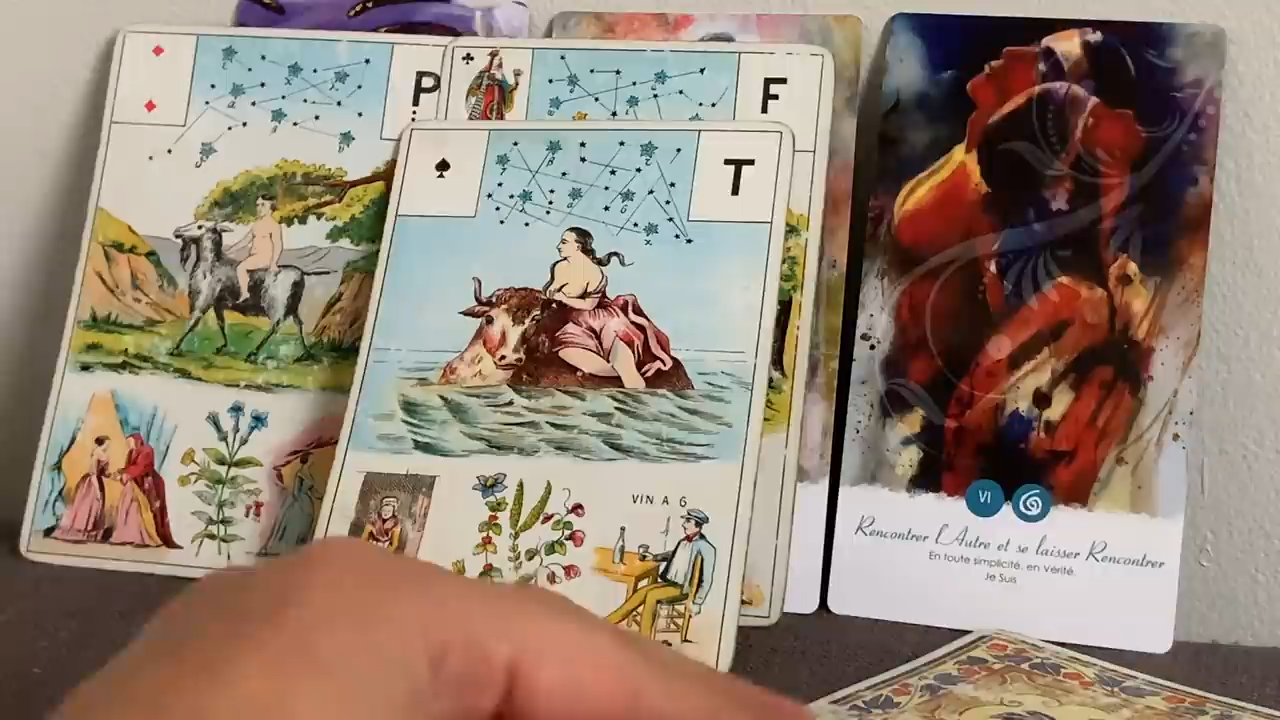 P
F
T
VIN A 6
VI
Rencontrer l'Autre et se laisser Rencontrer
En toute simplicité, en vérité.
Je Suis